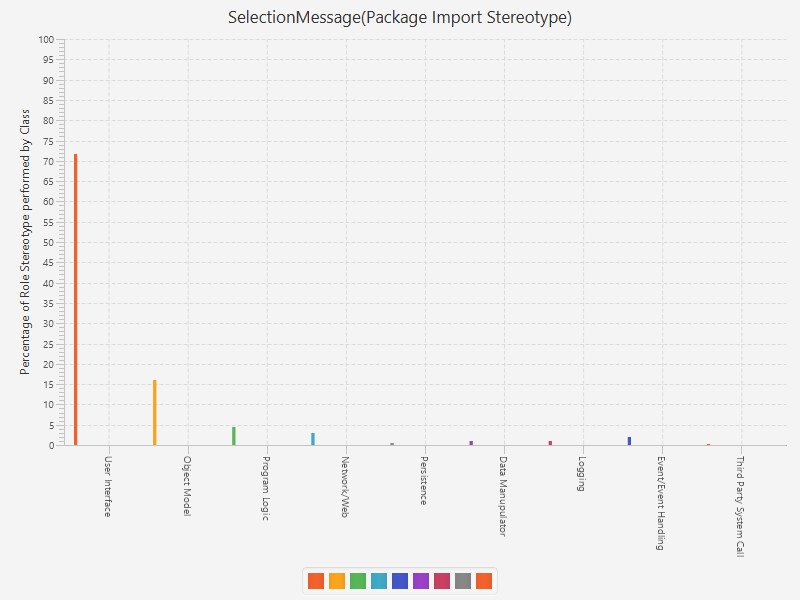 SelectionMessage(Package Import Stereotype)
Percentage of Role Stereotype performed by Class
100
95
90
85
80
75
70
65
60
55
50
45
40
35
30
25
20
15
10
5
0
User Interface
Object Model
Program Logic
Network/Web
Persistence
Data Manupulator
Logging
Event/Event Handling
Third Party System Call